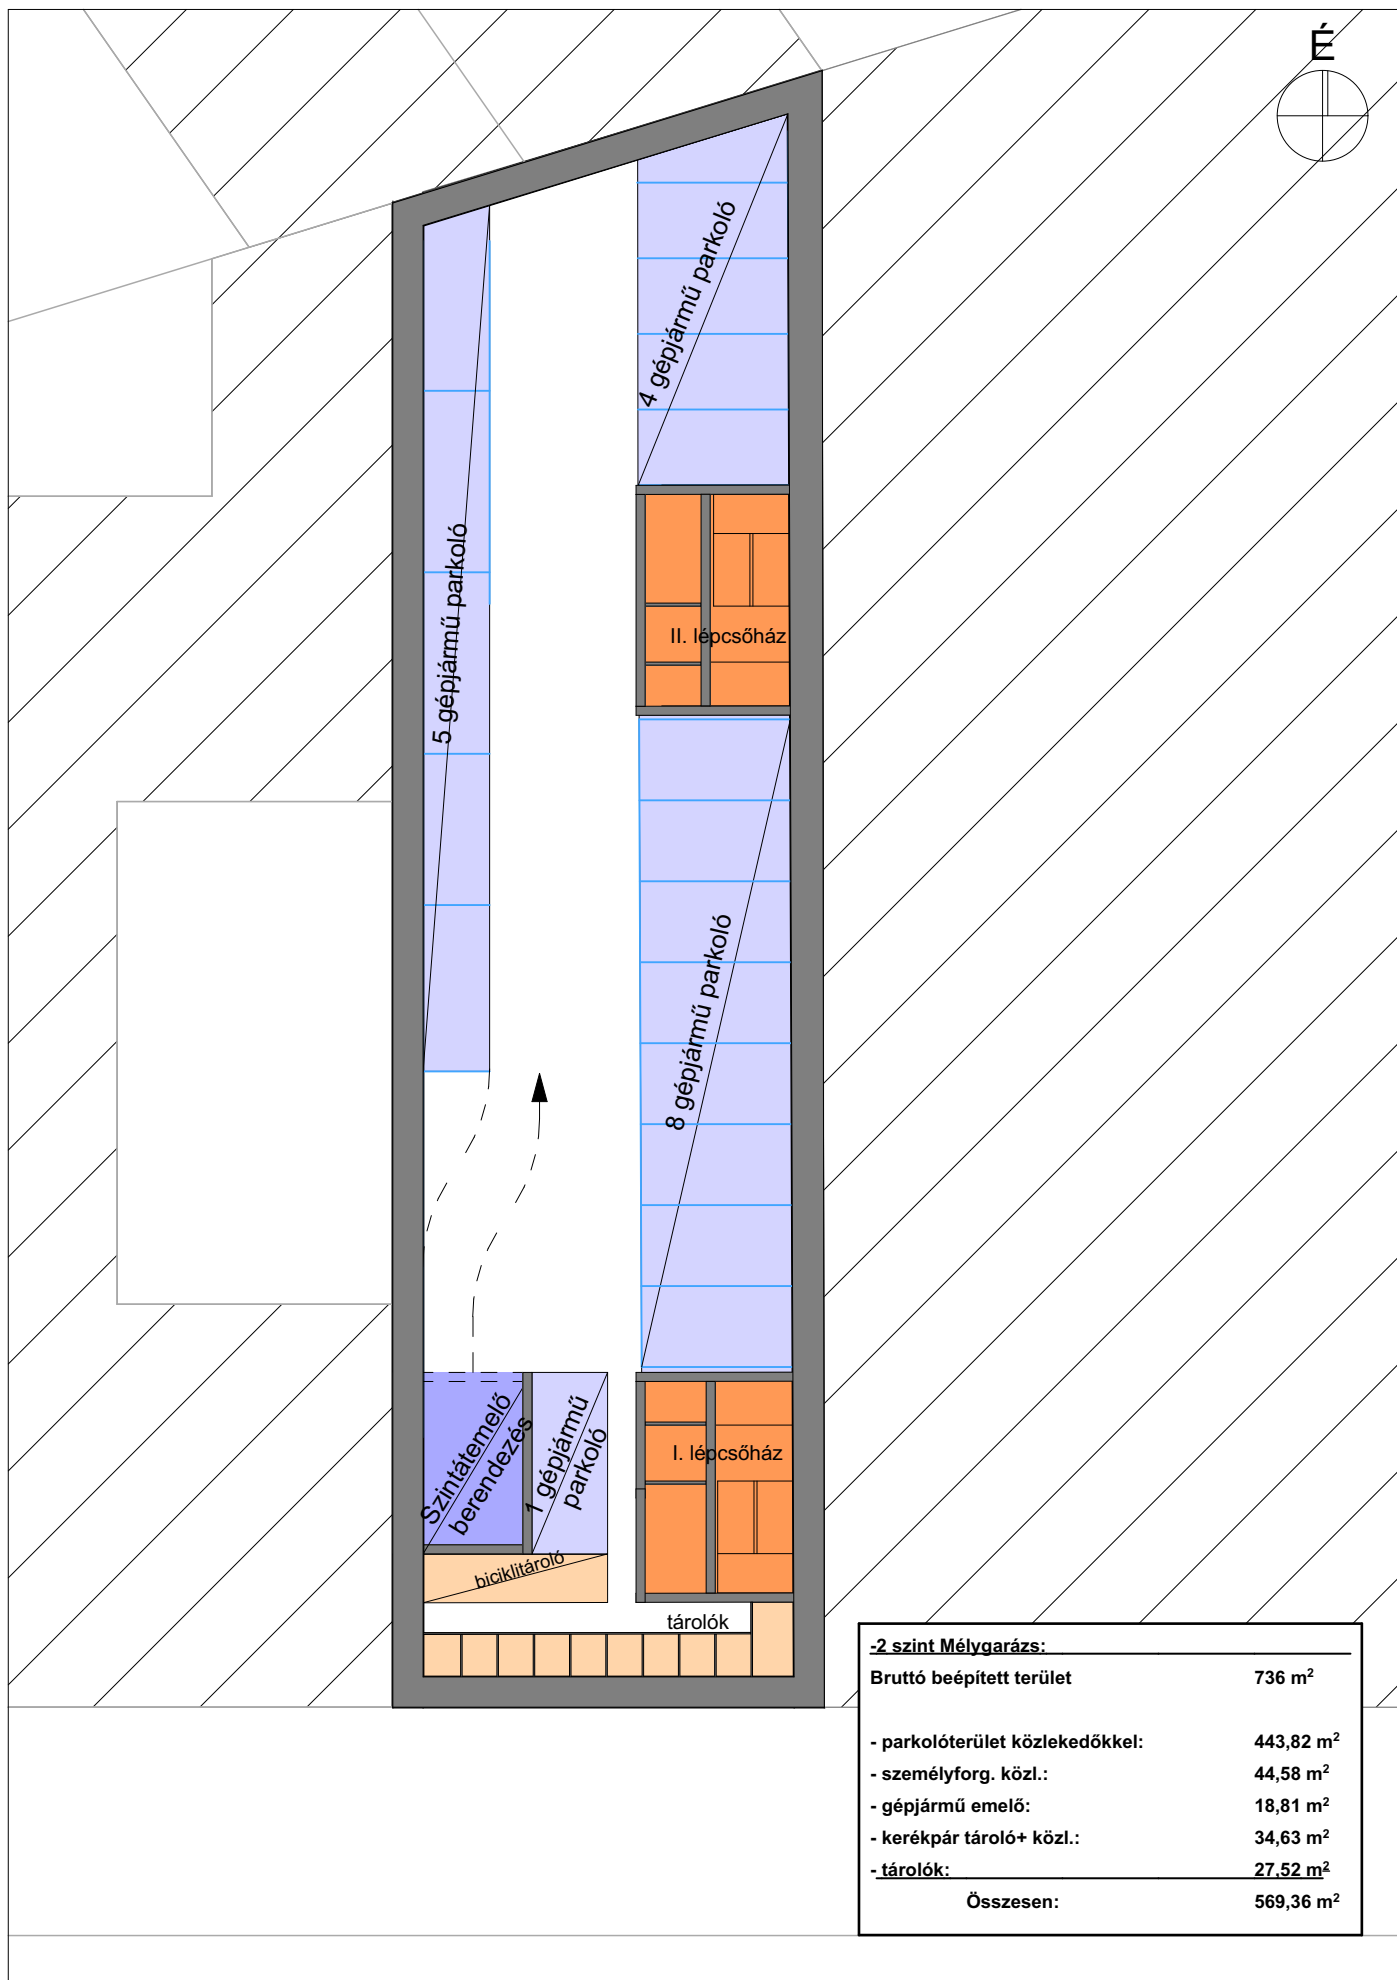 É
4 gépjármű parkoló
5 gépjármű parkoló
II. lépcsőház
8 gépjármű parkoló
Szintátemelő
berendezés
1 gépjármű
parkoló
I. lépcsőház
biciklitároló
tárolók
-2 szint Mélygarázs:
Bruttó beépített terület 736 m²
- parkolóterület közlekedőkkel: 443,82 m²
- személyforg. közl.: 44,58 m²
- gépjármű emelő: 18,81 m²
- kerékpár tároló+ közl.: 34,63 m²
- tárolók: 27,52 m²
Összesen: 569,36 m²